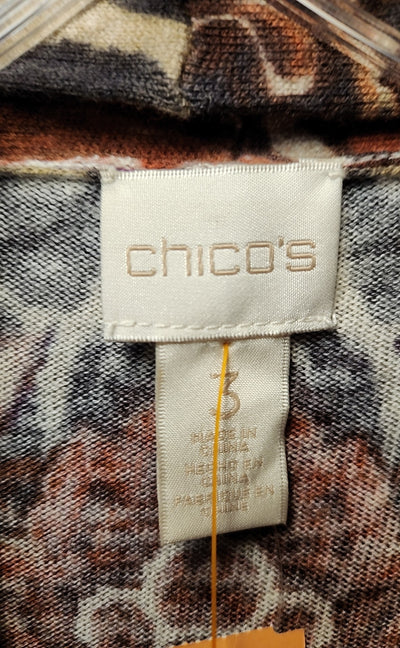 chico's
3
MADE IN
CHINA
HECHO EN
CHINA
FABRIQUE EN
CHINE